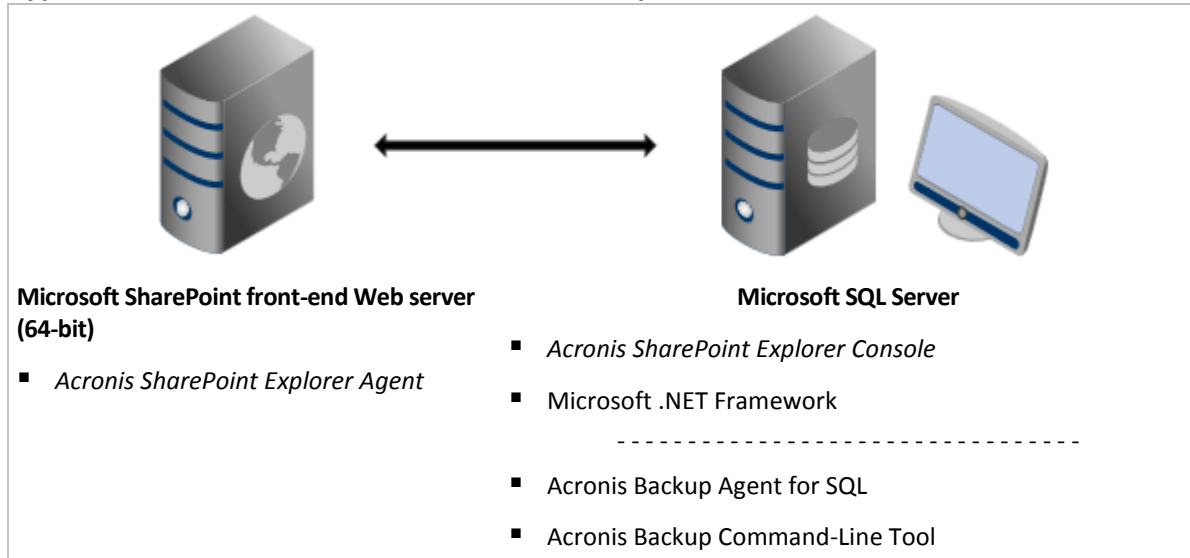 Microsoft SharePoint front-end Web server
(64-bit)
■ Acronis SharePoint Explorer Agent
Microsoft SQL Server
■ Acronis SharePoint Explorer Console
■ Microsoft .NET Framework
- - - - - - - - - - - - - - - - - - - - - - - - - - - - - - - - - -
■ Acronis Backup Agent for SQL
■ Acronis Backup Command-Line Tool